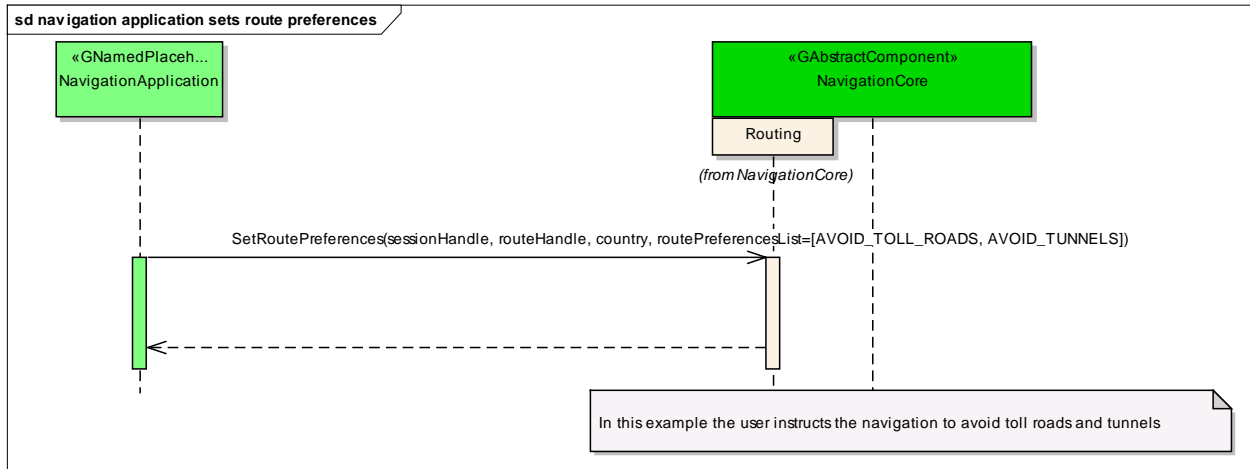 sd navigation application sets route preferences
«GNamedPlaceh...
NavigationApplication
«GAbstractComponent»
NavigationCore
Routing
(from NavigationCore)
SetRoutePreferences(sessionHandle, routeHandle, country, routePreferencesList=[AVOID_TOLL_ROADS, AVOID_TUNNELS])
In this example the user instructs the navigation to avoid toll roads and tunnels